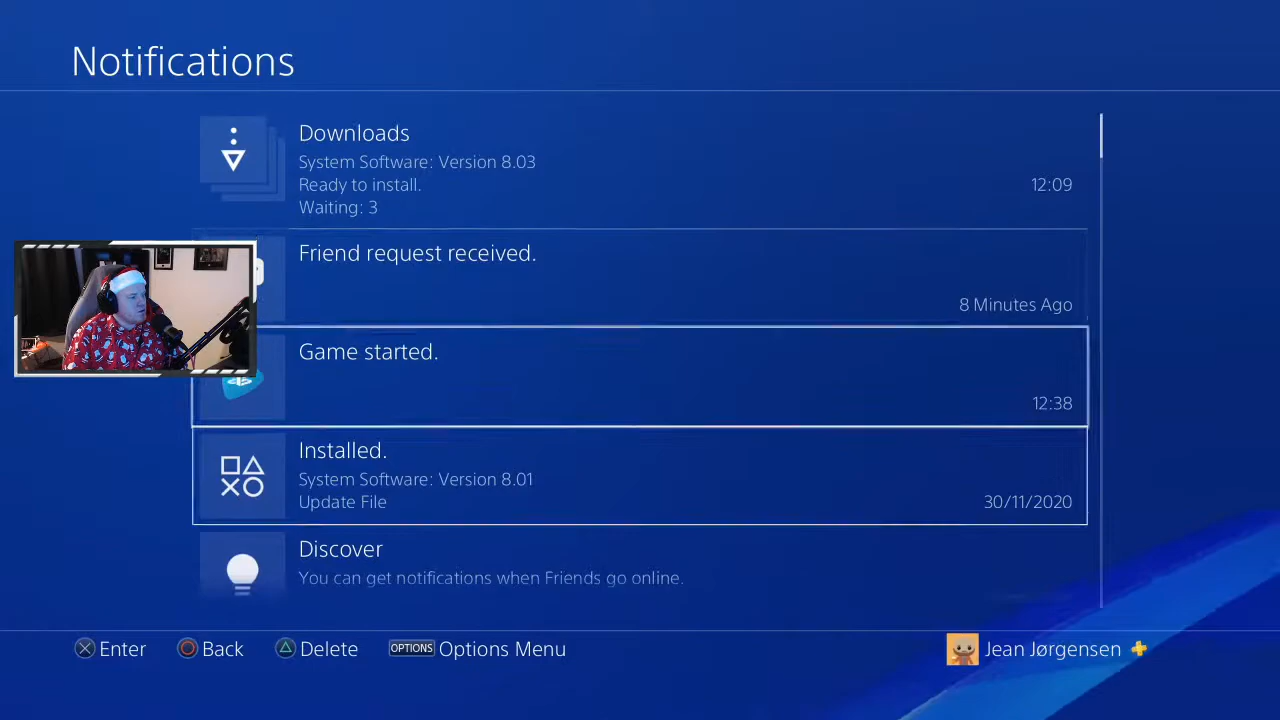 Notifications
Downloads
System Software: Version 8.03
Ready to install.
12:09
Waiting: 3
Friend request received.
8 Minutes Ago
Game started.
12:38
Installed.
System Software: Version 8.01
Update File
30/11/2020
Discover
You can get notifications when Friends go online.
Enter
Back
Delete
OPTIONS Options Menu
Jean Jørgensen